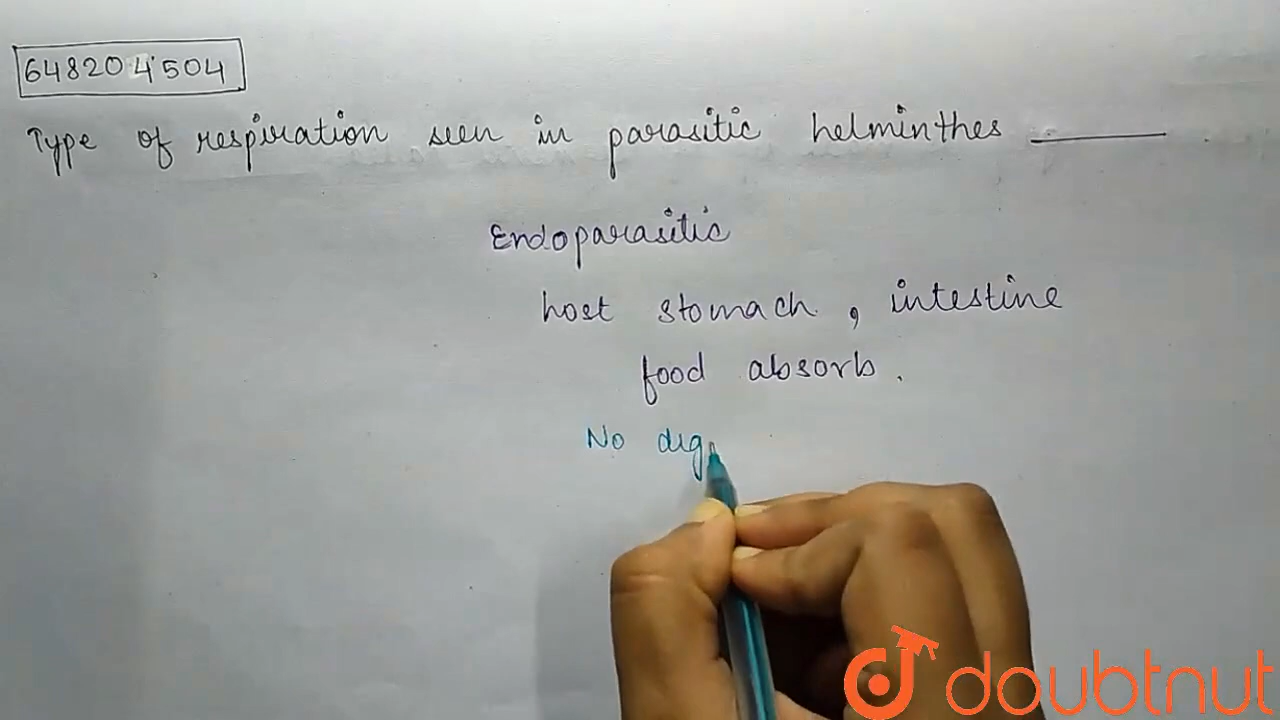 648204504
Type of respiration seen in parasitic helminthes ______ .
Endoparasitic
host stomach , intestine
food absorb .
No dig
doubtnut